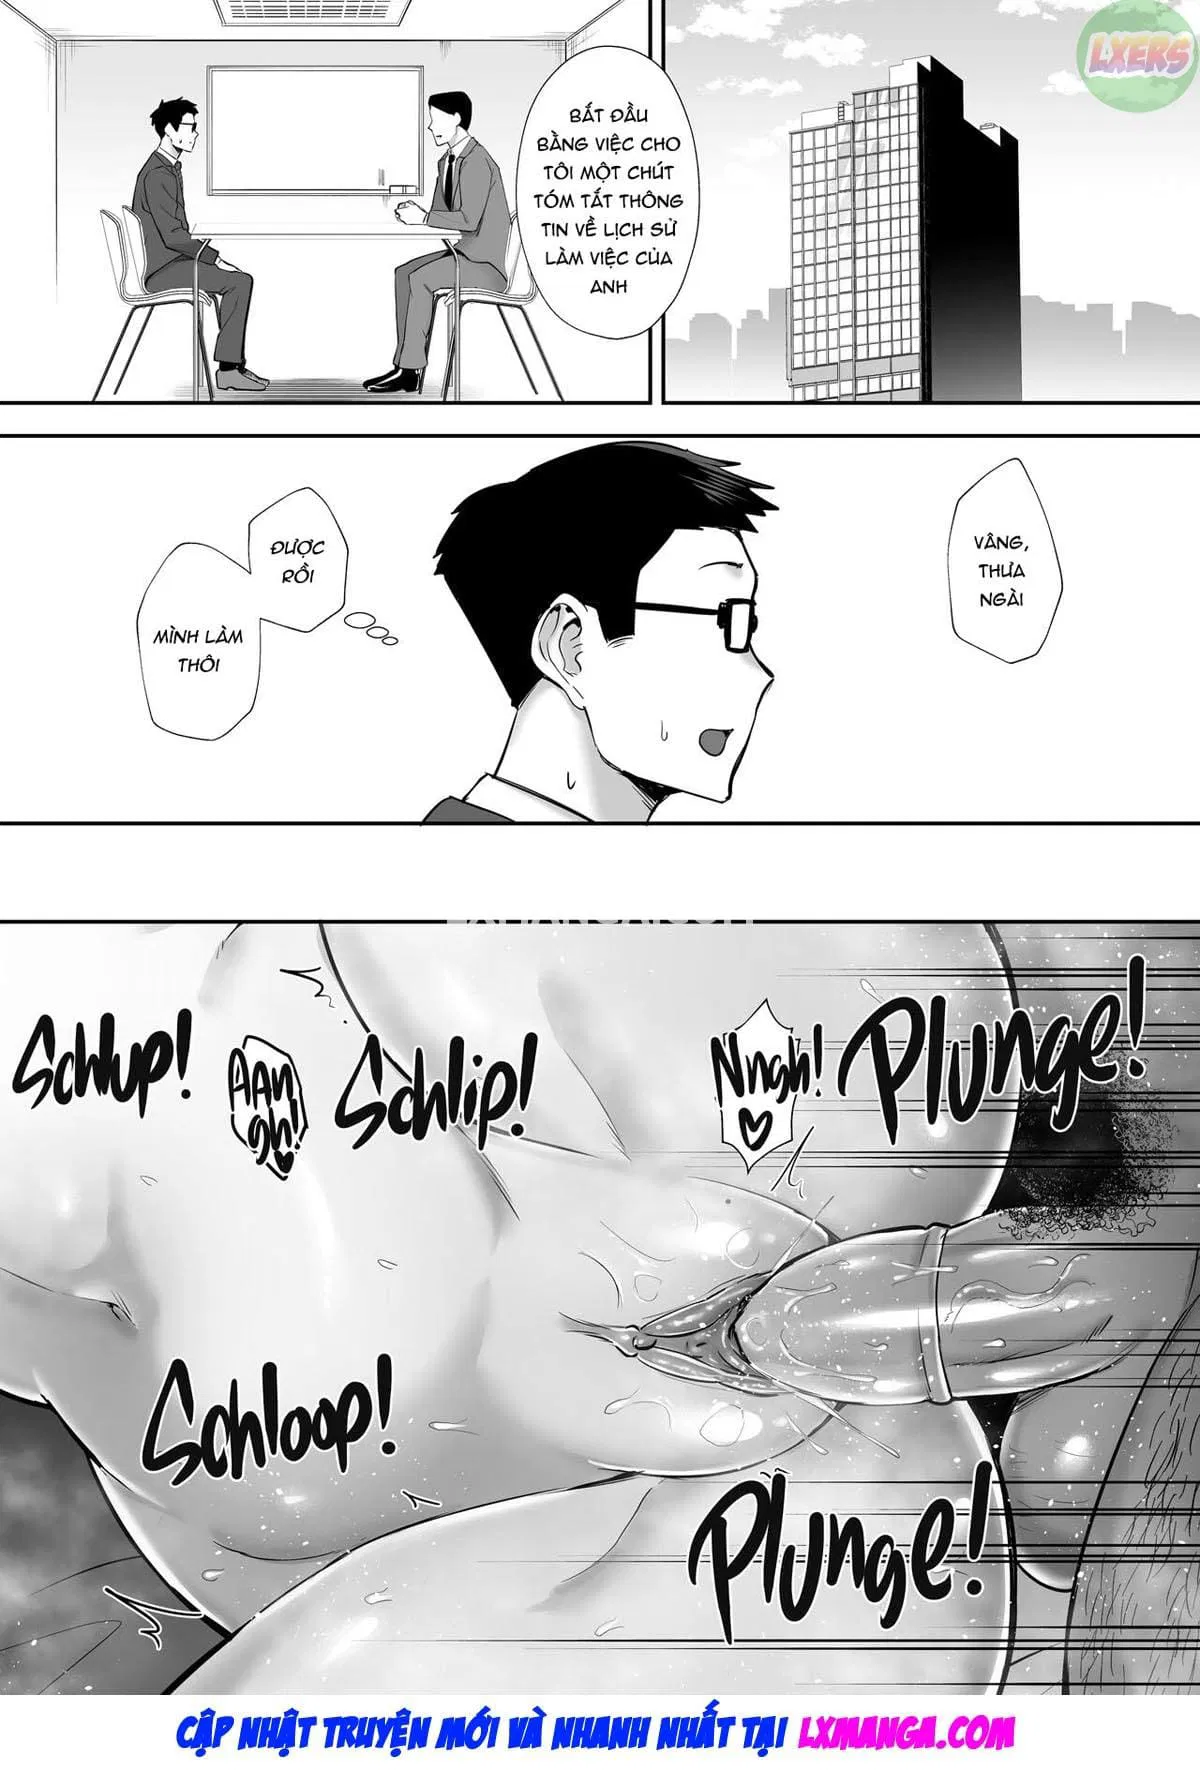 LXERS
BẮT ĐẦU
BẰNG VIỆC CHO
TÔI MỘT CHÚT
TÓM TẮT THÔNG
TIN VỀ LỊCH SỬ
LÀM VIỆC CỦA
ANH
VÂNG,
THƯA
NGÀI
ĐƯỢC
RỒI
MÌNH LÀM
THÔI
Plunge!
Nngh!
Schlip!
AAN
gh!
Schlup!
Schloop!
Plunge!
CẬP NHẬT TRUYỆN MỚI VÀ NHANH NHẤT TẠI LXMANGA.COM